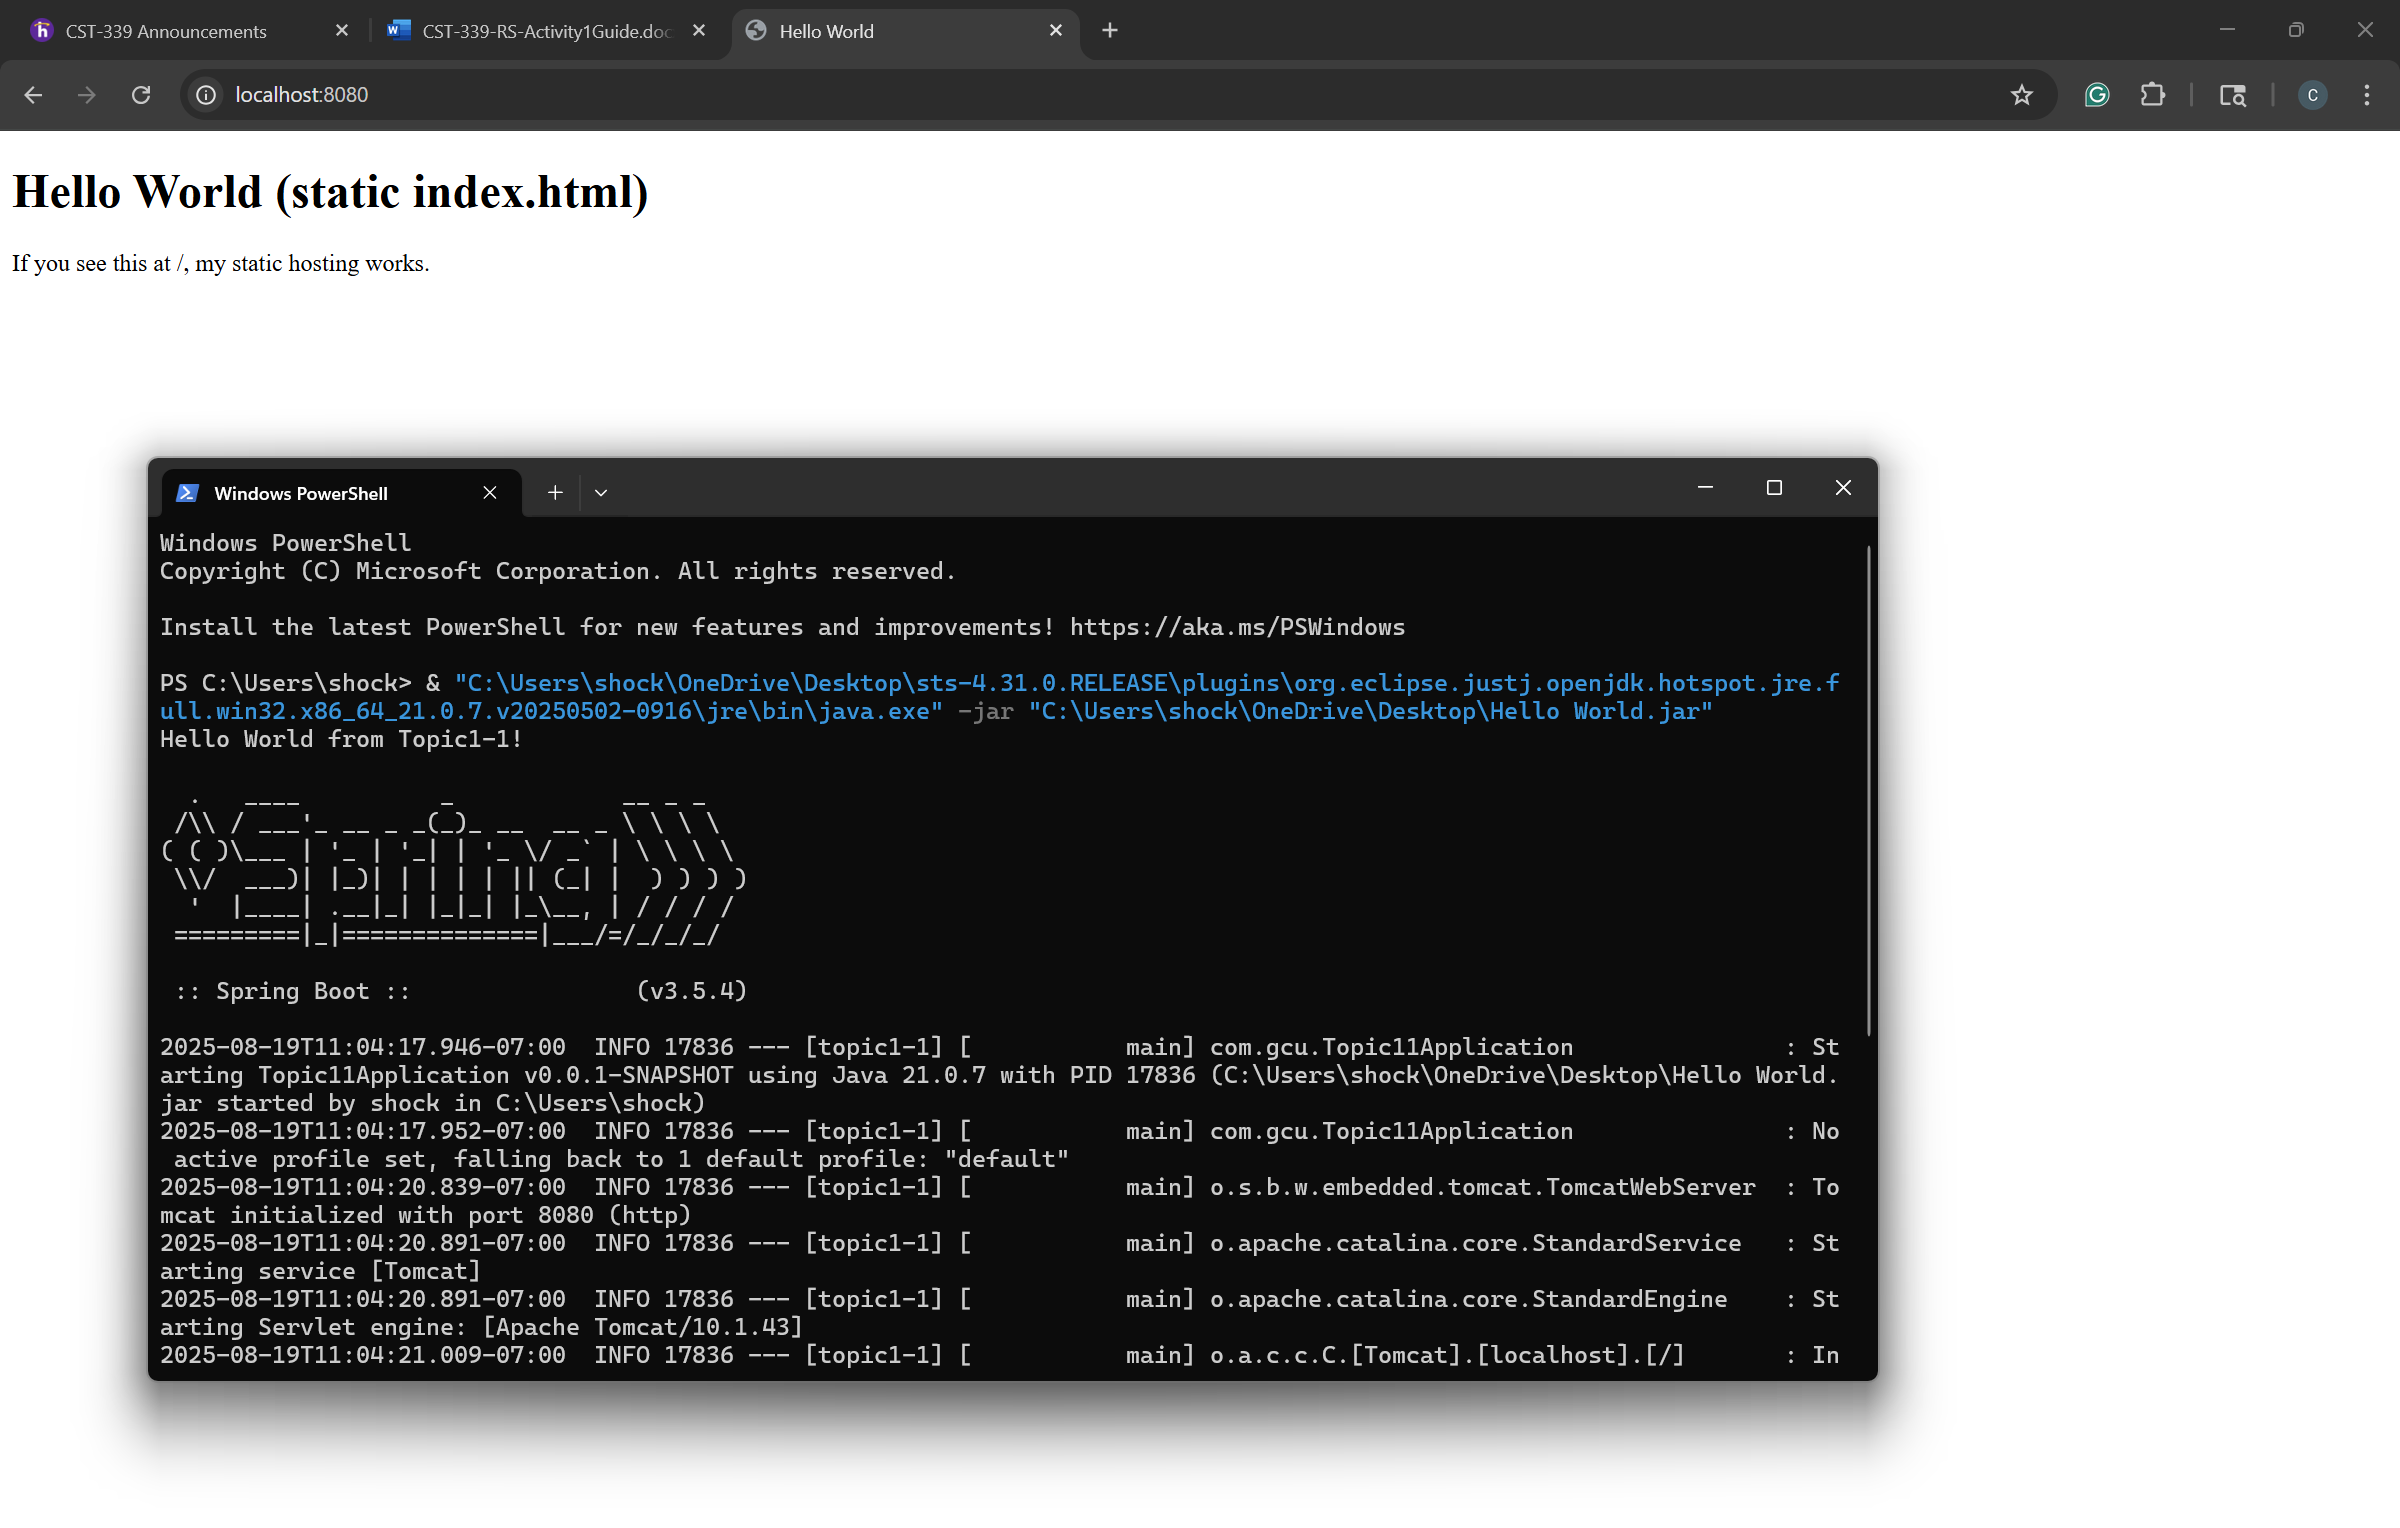 CST-339 Announcements
CST-339-RS-Activity1Guide.doc
Hello World
localhost:8080
C
Hello World (static index.html)
If you see this at /, my static hosting works.
Windows PowerShell
Windows PowerShell
Copyright (C) Microsoft Corporation. All rights reserved.
Install the latest PowerShell for new features and improvements! https://aka.ms/PSWindows
PS C:\Users\shock> & "C:\Users\shock\OneDrive\Desktop\sts-4.31.0.RELEASE\plugins\org.eclipse.justj.openjdk.hotspot.jre.f
ull.win32.x86_64_21.0.7.v20250502-0916\jre\bin\java.exe" -jar "C:\Users\shock\OneDrive\Desktop\Hello World.jar"
Hello World from Topic1-1!
  .   ____          _            __ _ _
 /\\ / ___'_ __ _ _(_)_ __  __ _ \ \ \ \
( ( )\___ | '_ | '_| | '_ \/ _` | \ \ \ \
 \\/  ___)| |_)| | | | | || (_| |  ) ) ) )
  '  |____| .__|_| |_|_| |_\__, | / / / /
 =========|_|==============|___/=/_/_/_/
 :: Spring Boot ::                (v3.5.4)
2025-08-19T11:04:17.946-07:00  INFO 17836 --- [topic1-1] [           main] com.gcu.Topic11Application               : St
arting Topic11Application v0.0.1-SNAPSHOT using Java 21.0.7 with PID 17836 (C:\Users\shock\OneDrive\Desktop\Hello World.
jar started by shock in C:\Users\shock)
2025-08-19T11:04:17.952-07:00  INFO 17836 --- [topic1-1] [           main] com.gcu.Topic11Application               : No
 active profile set, falling back to 1 default profile: "default"
2025-08-19T11:04:20.839-07:00  INFO 17836 --- [topic1-1] [           main] o.s.b.w.embedded.tomcat.TomcatWebServer  : To
mcat initialized with port 8080 (http)
2025-08-19T11:04:20.891-07:00  INFO 17836 --- [topic1-1] [           main] o.apache.catalina.core.StandardService   : St
arting service [Tomcat]
2025-08-19T11:04:20.891-07:00  INFO 17836 --- [topic1-1] [           main] o.apache.catalina.core.StandardEngine    : St
arting Servlet engine: [Apache Tomcat/10.1.43]
2025-08-19T11:04:21.009-07:00  INFO 17836 --- [topic1-1] [           main] o.a.c.c.C.[Tomcat].[localhost].[/]       : In